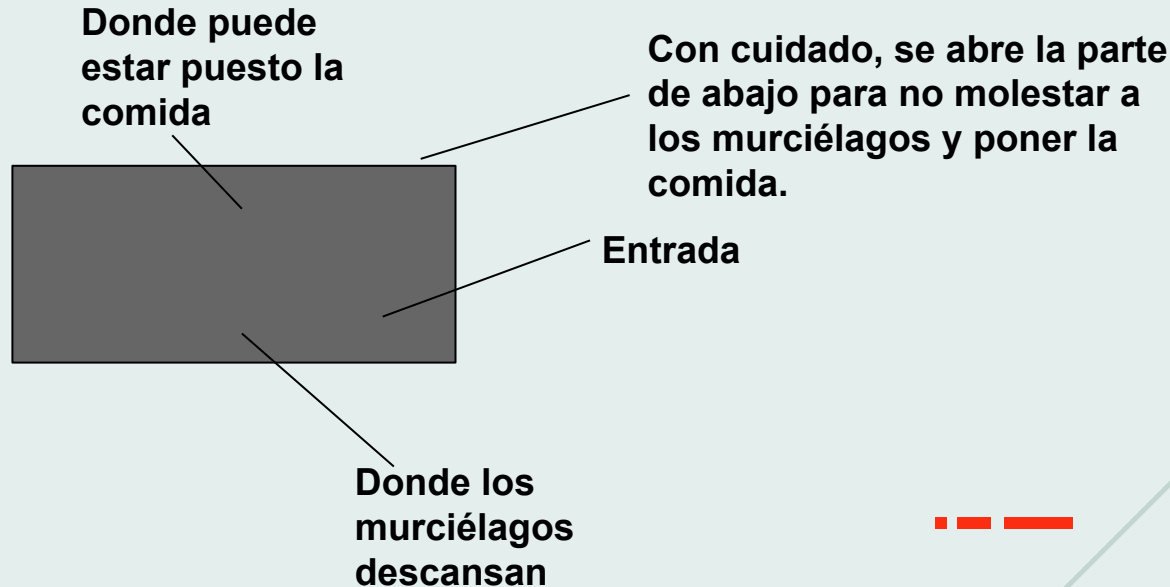 Donde puede
estar puesto la
comida
Con cuidado, se abre la parte
de abajo para no molestar a
los murciélagos y poner la
comida.
Entrada
Donde los
murciélagos
descansan